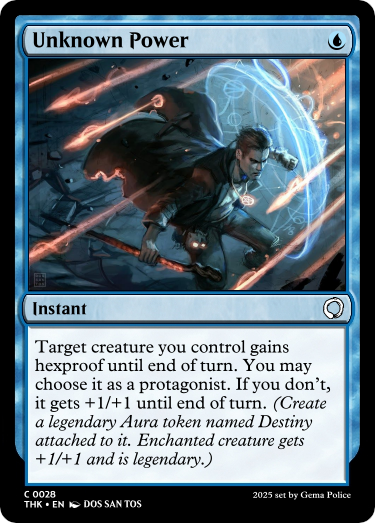 Unknown Power
Instant
Target creature you control gains
hexproof until end of turn. You may
choose it as a protagonist. If you don't,
it gets +1/+1 until end of turn. (Create
a legendary Aura token named Destiny
attached to it. Enchanted creature gets
+1/+1 and is legendary.)
C 0028
THK • EN DOS SAN TOS
2025 set by Gema Police